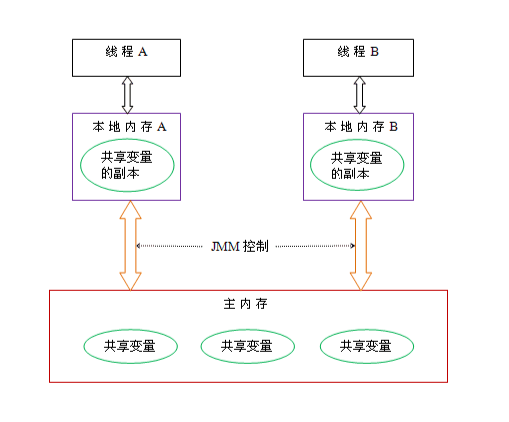 线程 A
线程 B
本地内存 A
本地内存 B
共享变量
的副本
共享变量
的副本
JMM 控制
主内存
共享变量
共享变量
共享变量